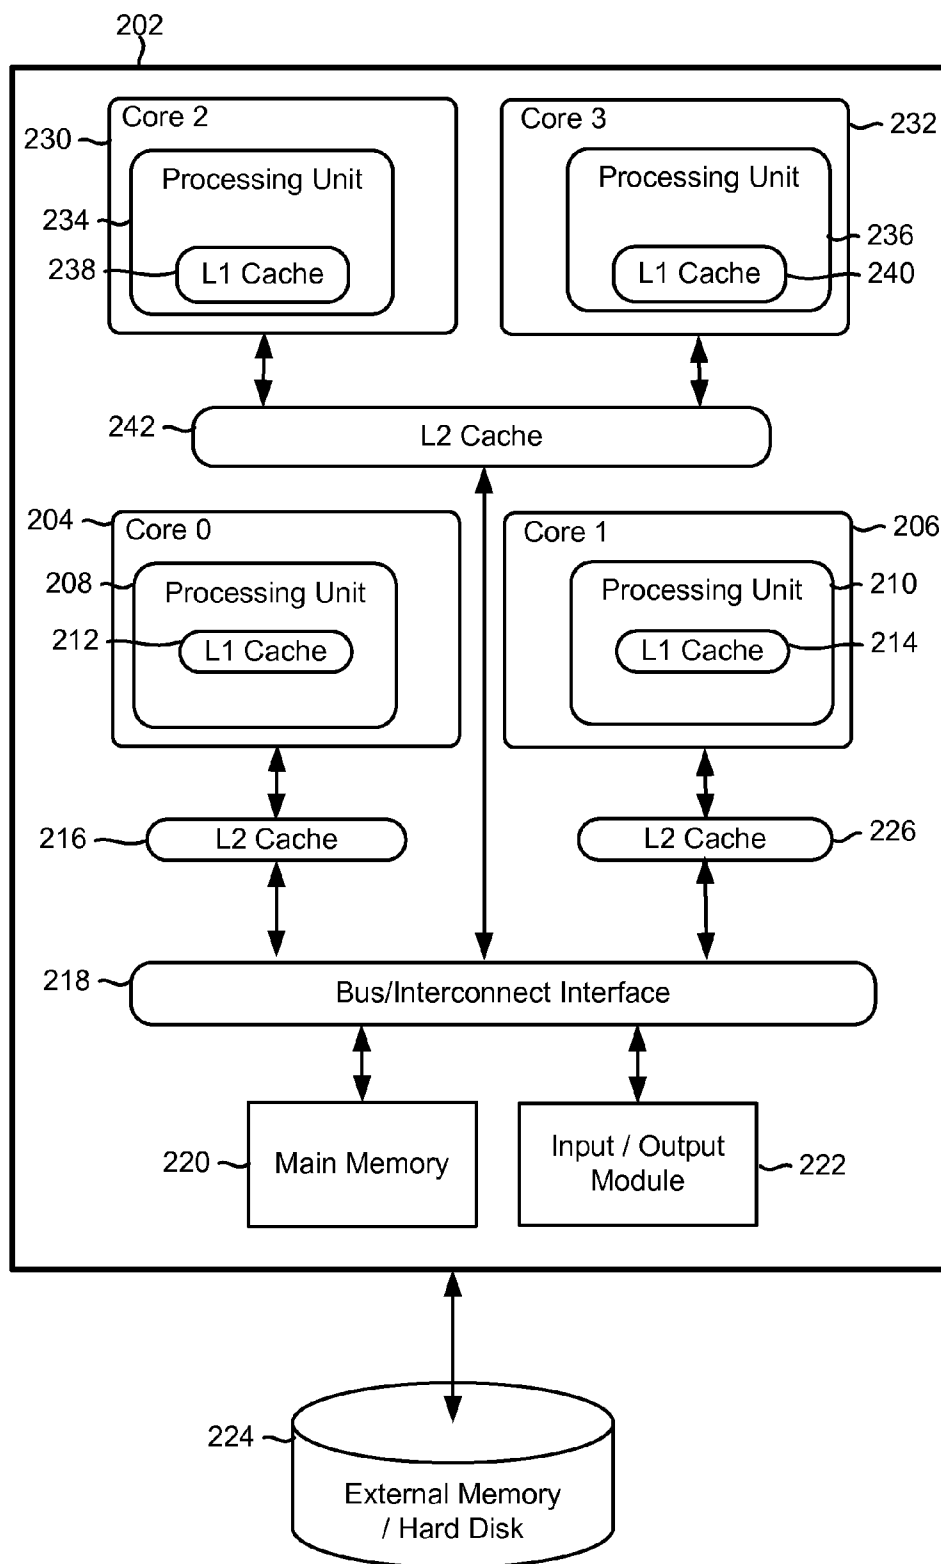 202
Core 2
Core 3
230
232
Processing Unit
Processing Unit
234
236
238
L1 Cache
L1 Cache
240
242
L2 Cache
204
Core 0
Core 1
206
208
Processing Unit
Processing Unit
210
212
L1 Cache
L1 Cache
214
216
L2 Cache
L2 Cache
226
218
Bus/Interconnect Interface
220
Main Memory
Input / Output
Module
222
224
External Memory
/ Hard Disk